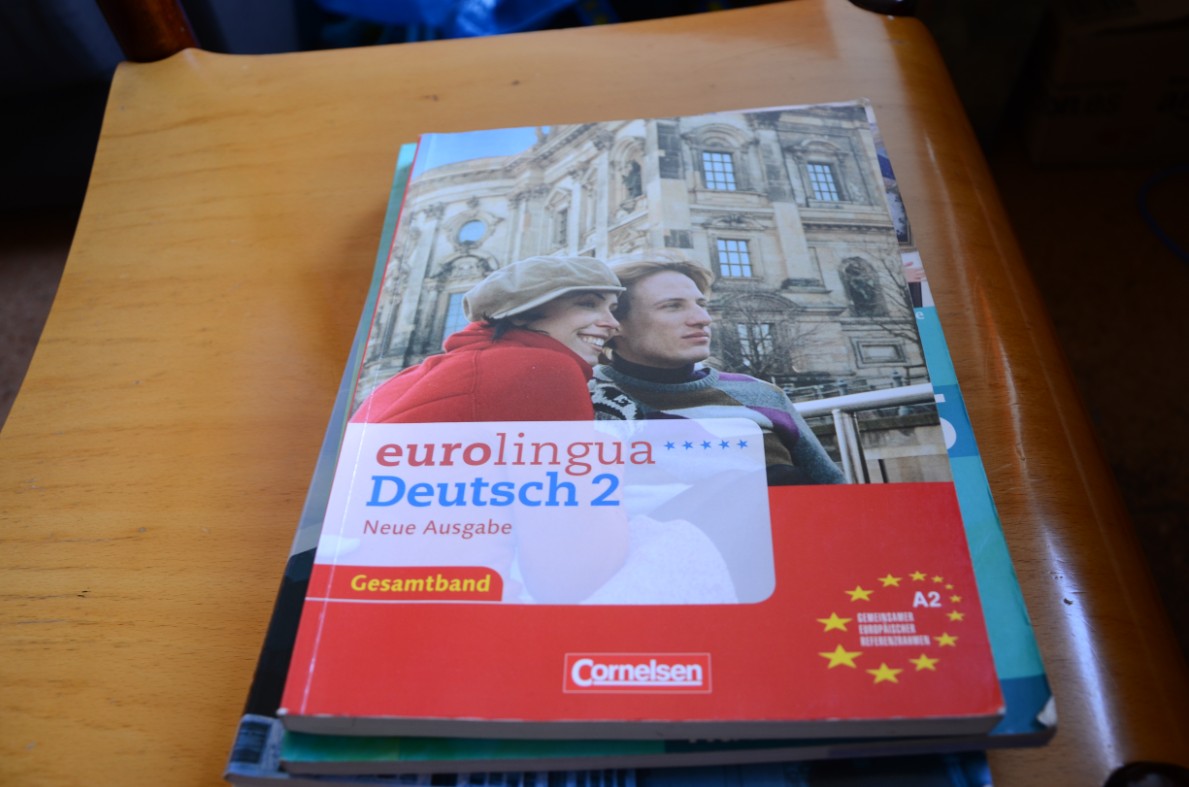 eurolingua
Deutsch 2
Neue Ausgabe
Gesamtband
A2
GEMEINSAMER
EUROPÄISCHER
REFERENZRAHMEN
Cornelsen